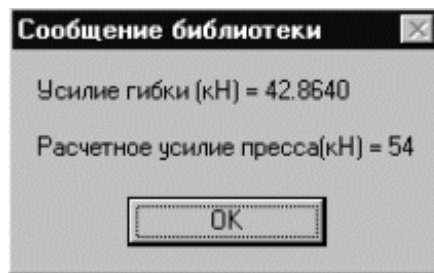 Сообщение библиотеки
Усилие гибки (кН) = 42.8640
Расчетное усилие пресса(кН) = 54
OK